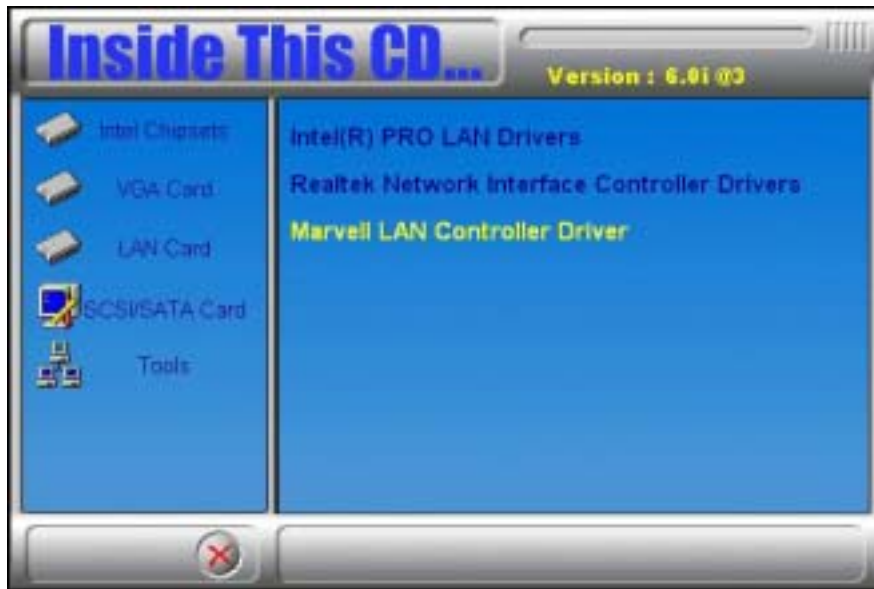 Inside This CD...
Version : 6.0i @3
Intel Chipsets
VGA Card
LAN Card
SCSI/SATA Card
Tools
Intel(R) PRO LAN Drivers
Realtek Network Interface Controller Drivers
Marvell LAN Controller Driver